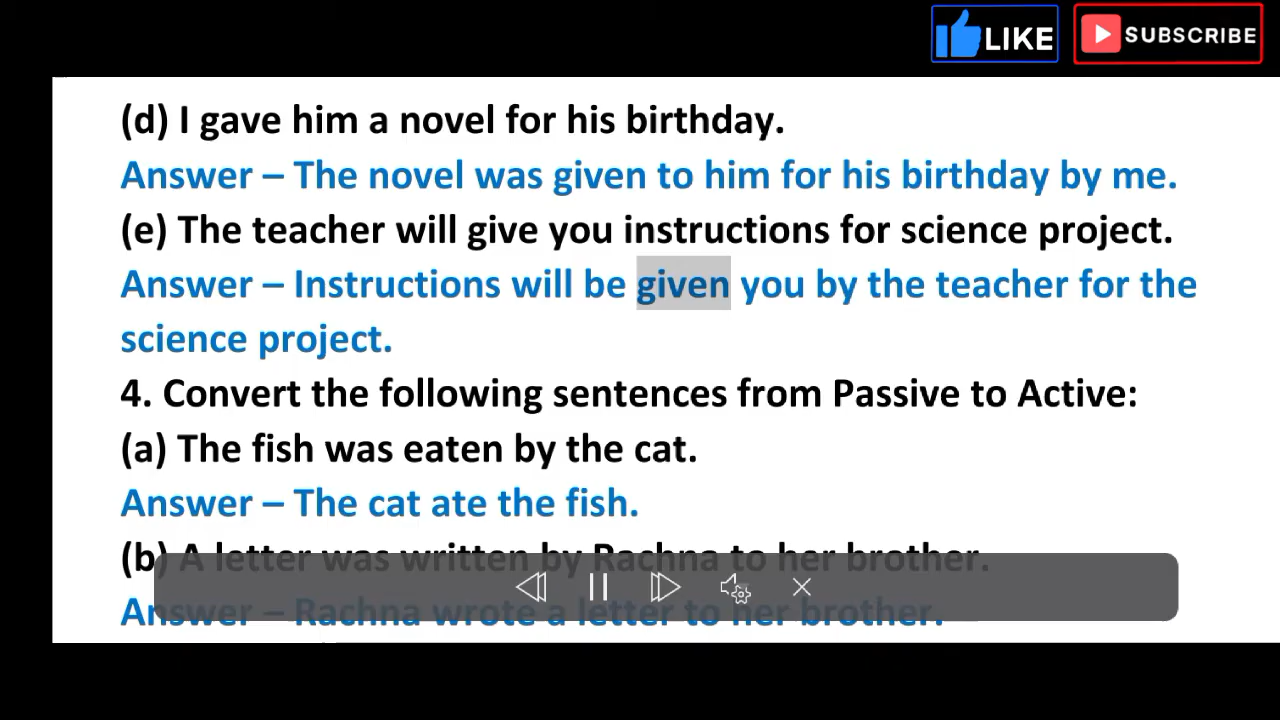 LIKE SUBSCRIBE
(d) I gave him a novel for his birthday.
Answer – The novel was given to him for his birthday by me.
(e) The teacher will give you instructions for science project.
Answer – Instructions will be given you by the teacher for the
science project.
4. Convert the following sentences from Passive to Active:
(a) The fish was eaten by the cat.
Answer – The cat ate the fish.
(b) A letter was written by Rachna to her brother.
Answer – Rachna wrote a letter to her brother.